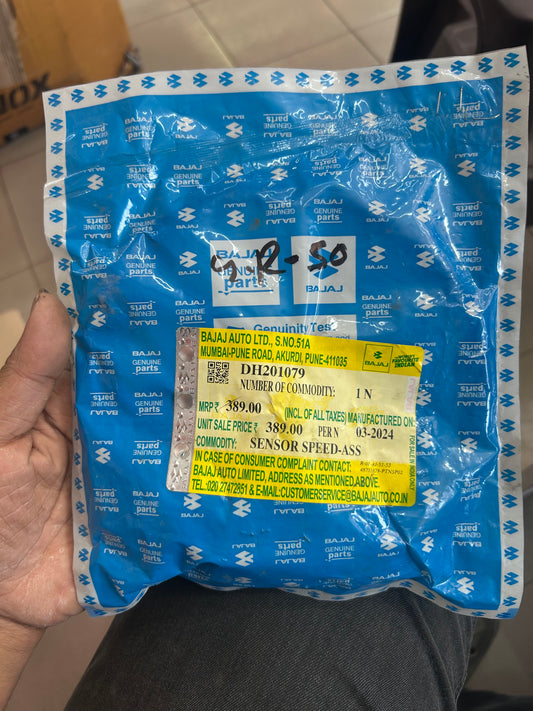 BAJAJ
GENUINE
parts
BAJAJ
Genuinity Test
BAJAJ AUTO LTD., S.NO.51A
MUMBAI-PUNE ROAD, AKURDI, PUNE-411035
DH201079
NUMBER OF COMMODITY: 1 N
MRP ₹ 389.00 (INCL. OF ALL TAXES) MANUFACTURED ON:
UNIT SALE PRICE ₹ 389.00 PER N 03-2024
COMMODITY: SENSOR SPEED-ASS
IN CASE OF CONSUMER COMPLAINT CONTACT.
BAJAJ AUTO LIMITED, ADDRESS AS MENTIONED ABOVE.
TEL.:020 27472851 & E-MAIL:CUSTOMERSERVICE@BAJAJAUTO.CO.IN